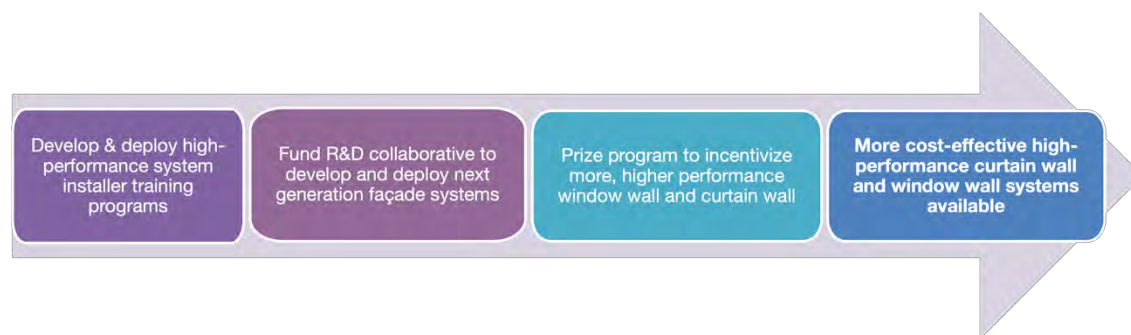 Develop & deploy high-
performance system
installer training
programs
Fund R&D collaborative to
develop and deploy next
generation façade systems
Prize program to incentivize
more, higher performance
window wall and curtain wall
More cost-effective high-
performance curtain wall
and window wall systems
available